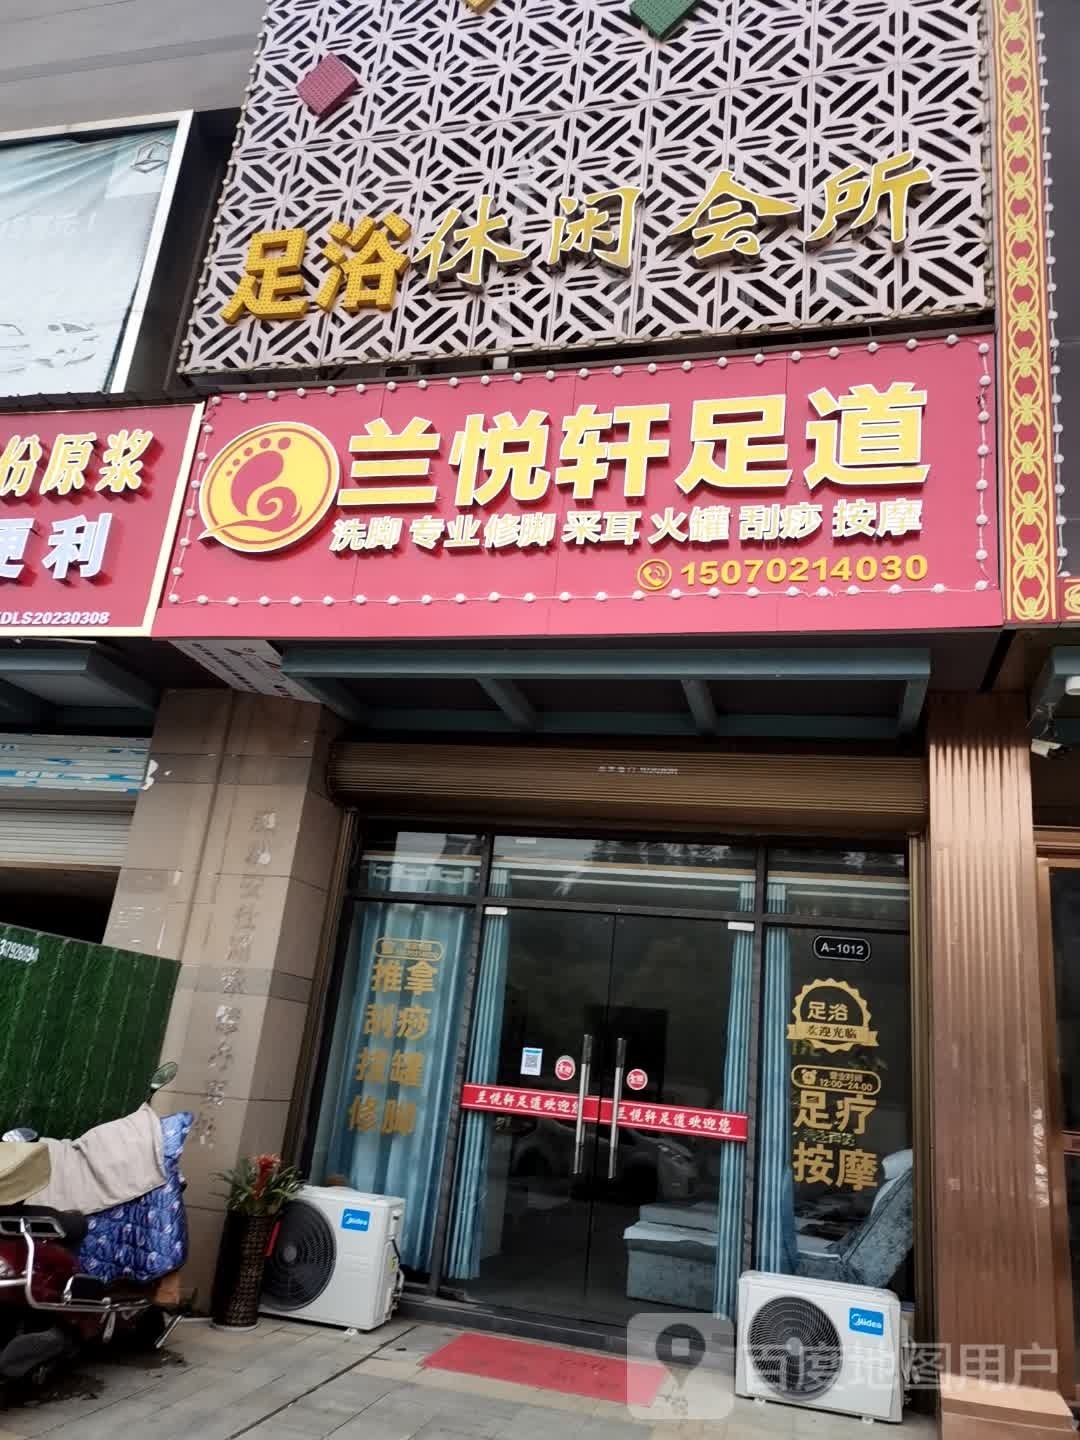 足浴休闲会所
兰悦轩足道
洗脚 专业修脚 采耳 火罐 刮痧 按摩
15070214030
份原浆
便利
DLS20230308
A-1012
推拿
刮痧
拔罐
修脚
足浴
欢迎光临
营业时间
12:00-24:00
足疗
按摩
兰悦轩足道欢迎您
兰悦轩足道欢迎您
Midea
Midea
百度地图用户